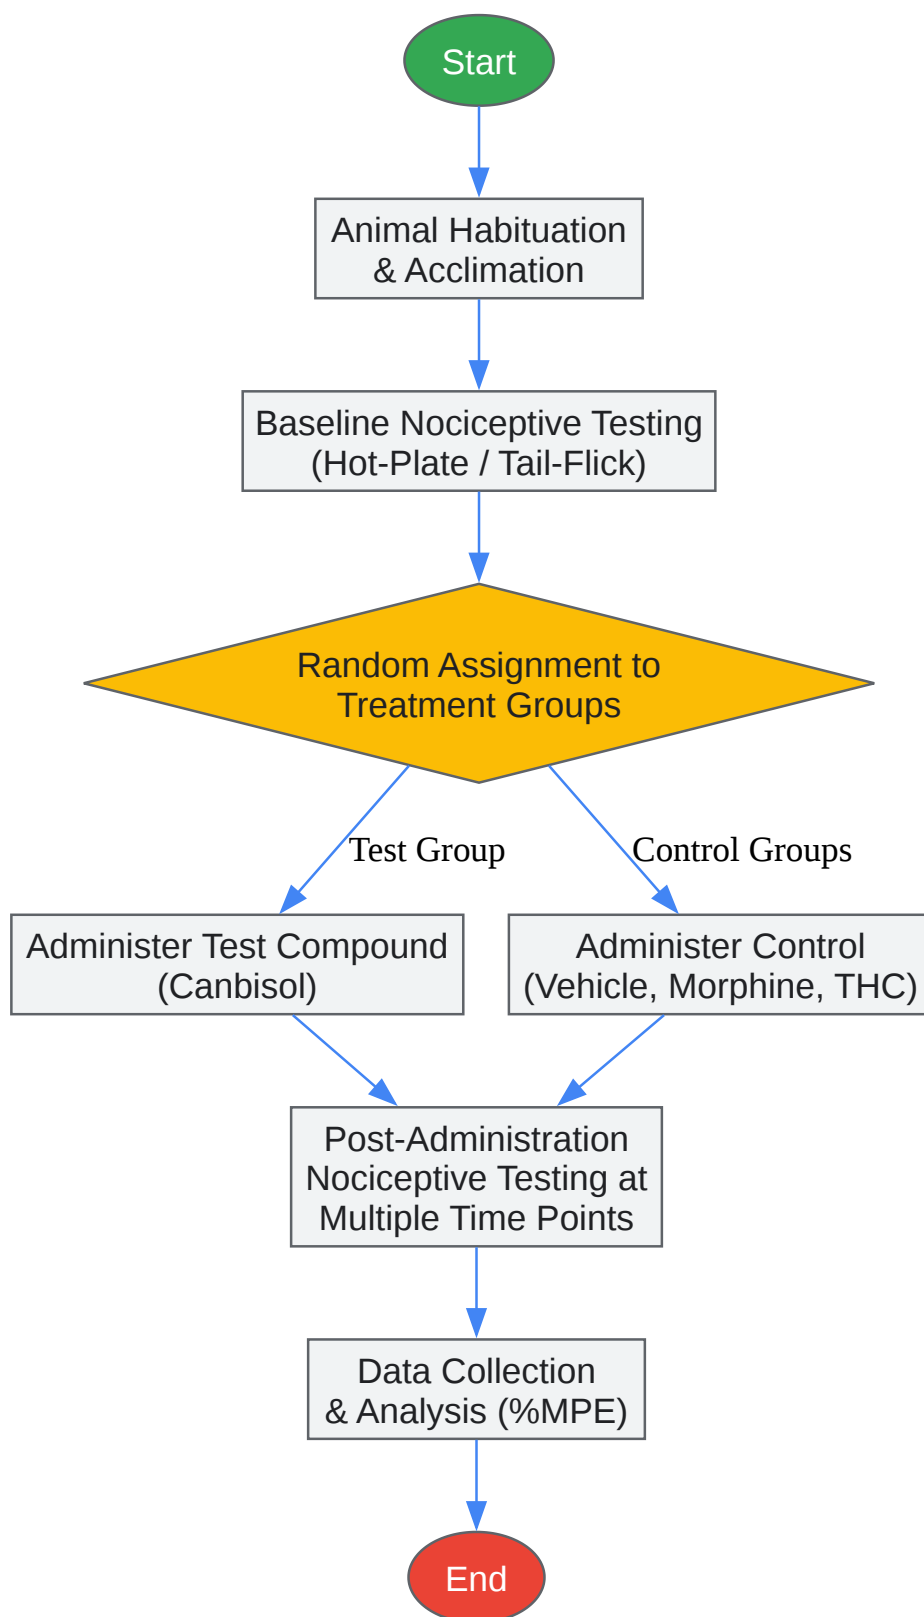 Start
Animal Habituation
& Acclimation
Baseline Nociceptive Testing
(Hot-Plate / Tail-Flick)
Random Assignment to
Treatment Groups
Test Group
Control Groups
Administer Test Compound
(Canbisol)
Administer Control
(Vehicle, Morphine, THC)
Post-Administration
Nociceptive Testing at
Multiple Time Points
Data Collection
& Analysis (%MPE)
End